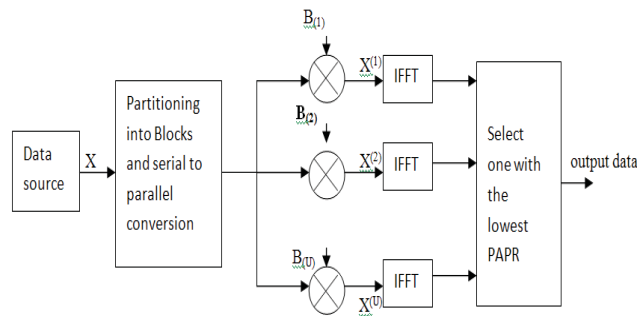 B(1)
X(1)
IFFT
Partitioning
into Blocks
and serial to
parallel
conversion
Data
source
X
B(2)
X(2)
IFFT
Select
one with
the
lowest
PAPR
output data
B(U)
X(U)
IFFT